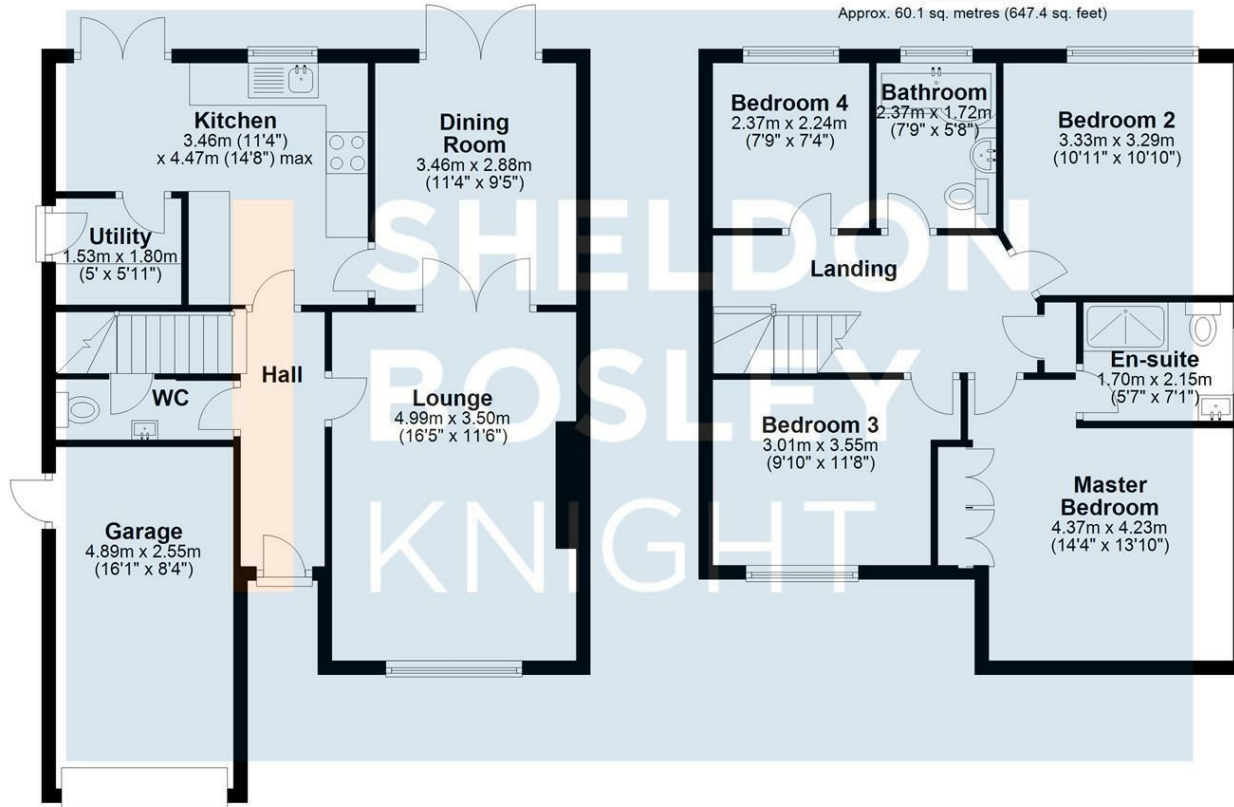 Approx. 60.1 sq. metres (647.4 sq. feet)
Kitchen
3.46m (11'4")
x 4.47m (14'8") max
Dining
Room
3.46m x 2.88m
(11'4" x 9'5")
Utility
1.53m x 1.80m
(5' x 5'11")
Hall
WC
Lounge
4.99m x 3.50m
(16'5" x 11'6")
Garage
4.89m x 2.55m
(16'1" x 8'4")
Bedroom 4
2.37m x 2.24m
(7'9" x 7'4")
Bathroom
2.37m x 1.72m
(7'9" x 5'8")
Bedroom 2
3.33m x 3.29m
(10'11" x 10'10")
Landing
En-suite
1.70m x 2.15m
(5'7" x 7'1")
Bedroom 3
3.01m x 3.55m
(9'10" x 11'8")
Master
Bedroom
4.37m x 4.23m
(14'4" x 13'10")
SHELDON
BOSLEY
KNIGHT